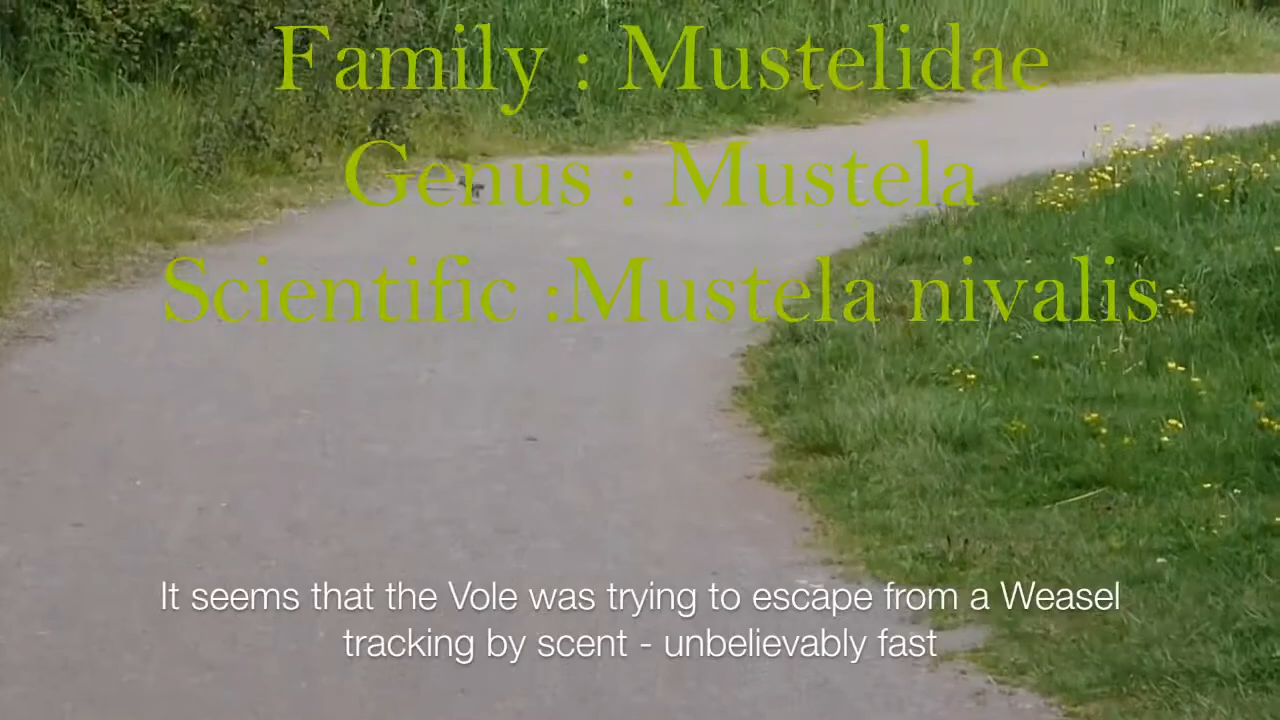 Family : Mustelidae
Genus : Mustela
Scientific :Mustela nivalis
It seems that the Vole was trying to escape from a Weasel
tracking by scent - unbelievably fast